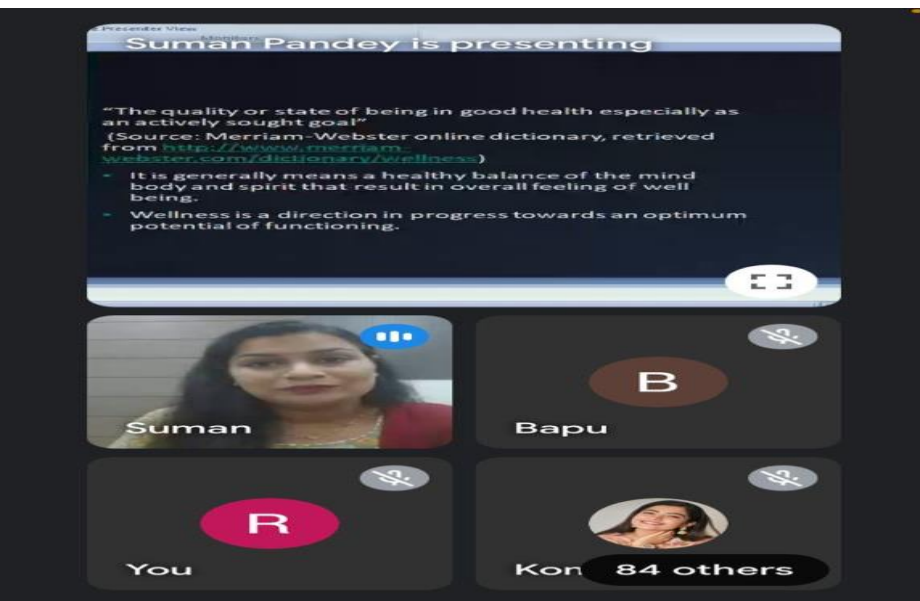 Presenter View
Suman Pandey is presenting
"The quality or state of being in good health especially as
an actively sought goal"
(Source: Merriam-Webster online dictionary, retrieved
from http://www.merriam-
webster.com/dictionary/wellness)
It is generally means a healthy balance of the mind
body and spirit that result in overall feeling of well
being.
Wellness is a direction in progress towards an optimum
potential of functioning.
Suman
B
Bapu
R
You
Kon
84 others